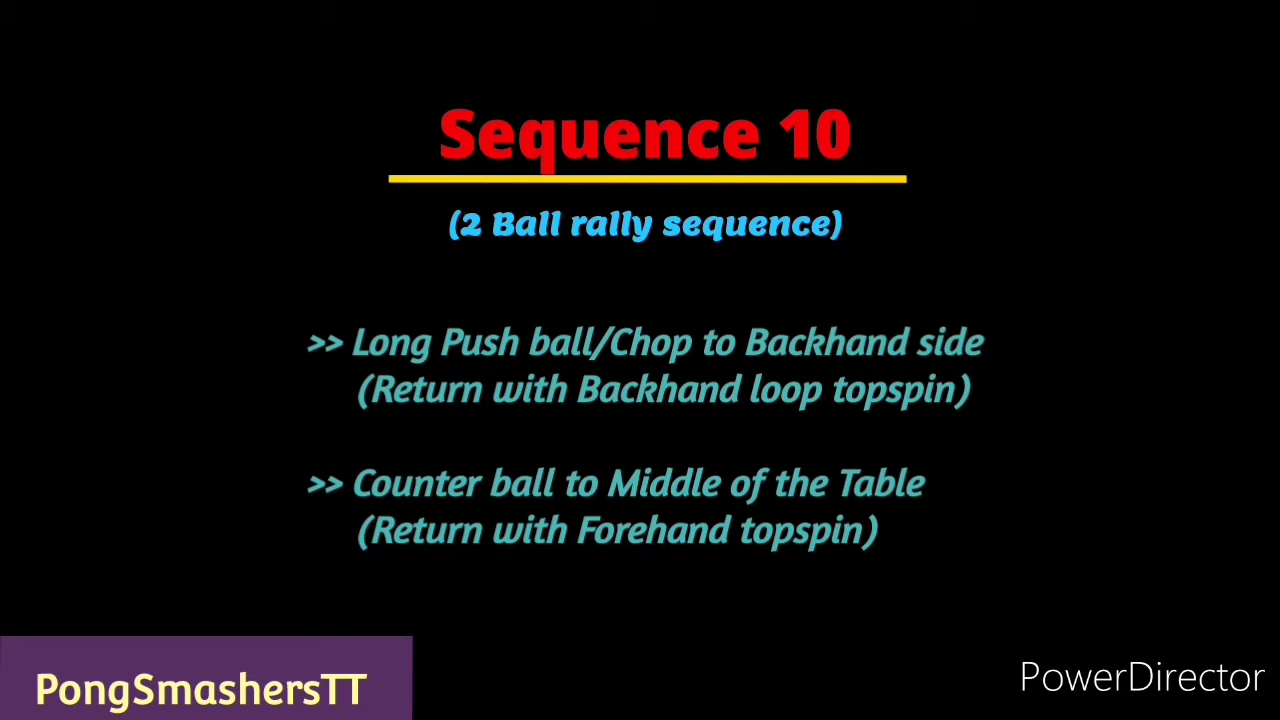 Sequence 10
(2 Ball rally sequence)
>> Long Push ball/Chop to Backhand side
(Return with Backhand loop topspin)
>> Counter ball to Middle of the Table
(Return with Forehand topspin)
PongSmashersTT
PowerDirector